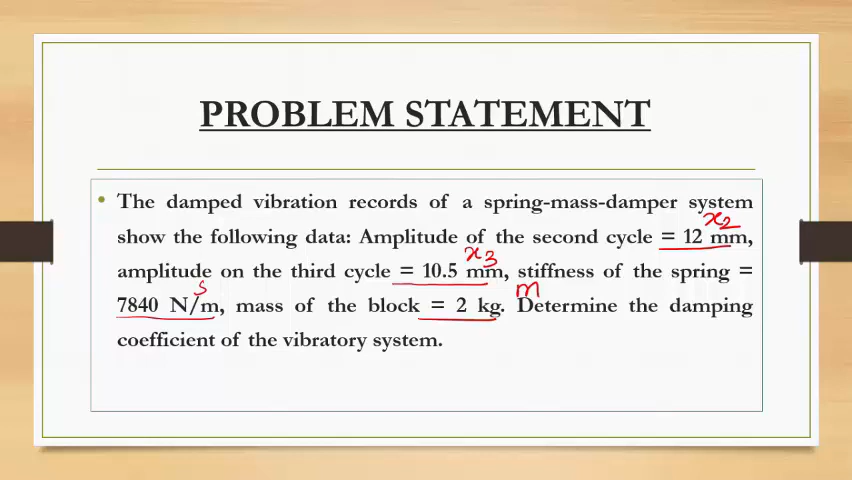 PROBLEM STATEMENT
• The damped vibration records of a spring-mass-damper system
x2
show the following data: Amplitude of the second cycle = 12 mm,
x3
amplitude on the third cycle = 10.5 mm, stiffness of the spring =
s m
7840 N/m, mass of the block = 2 kg. Determine the damping
coefficient of the vibratory system.